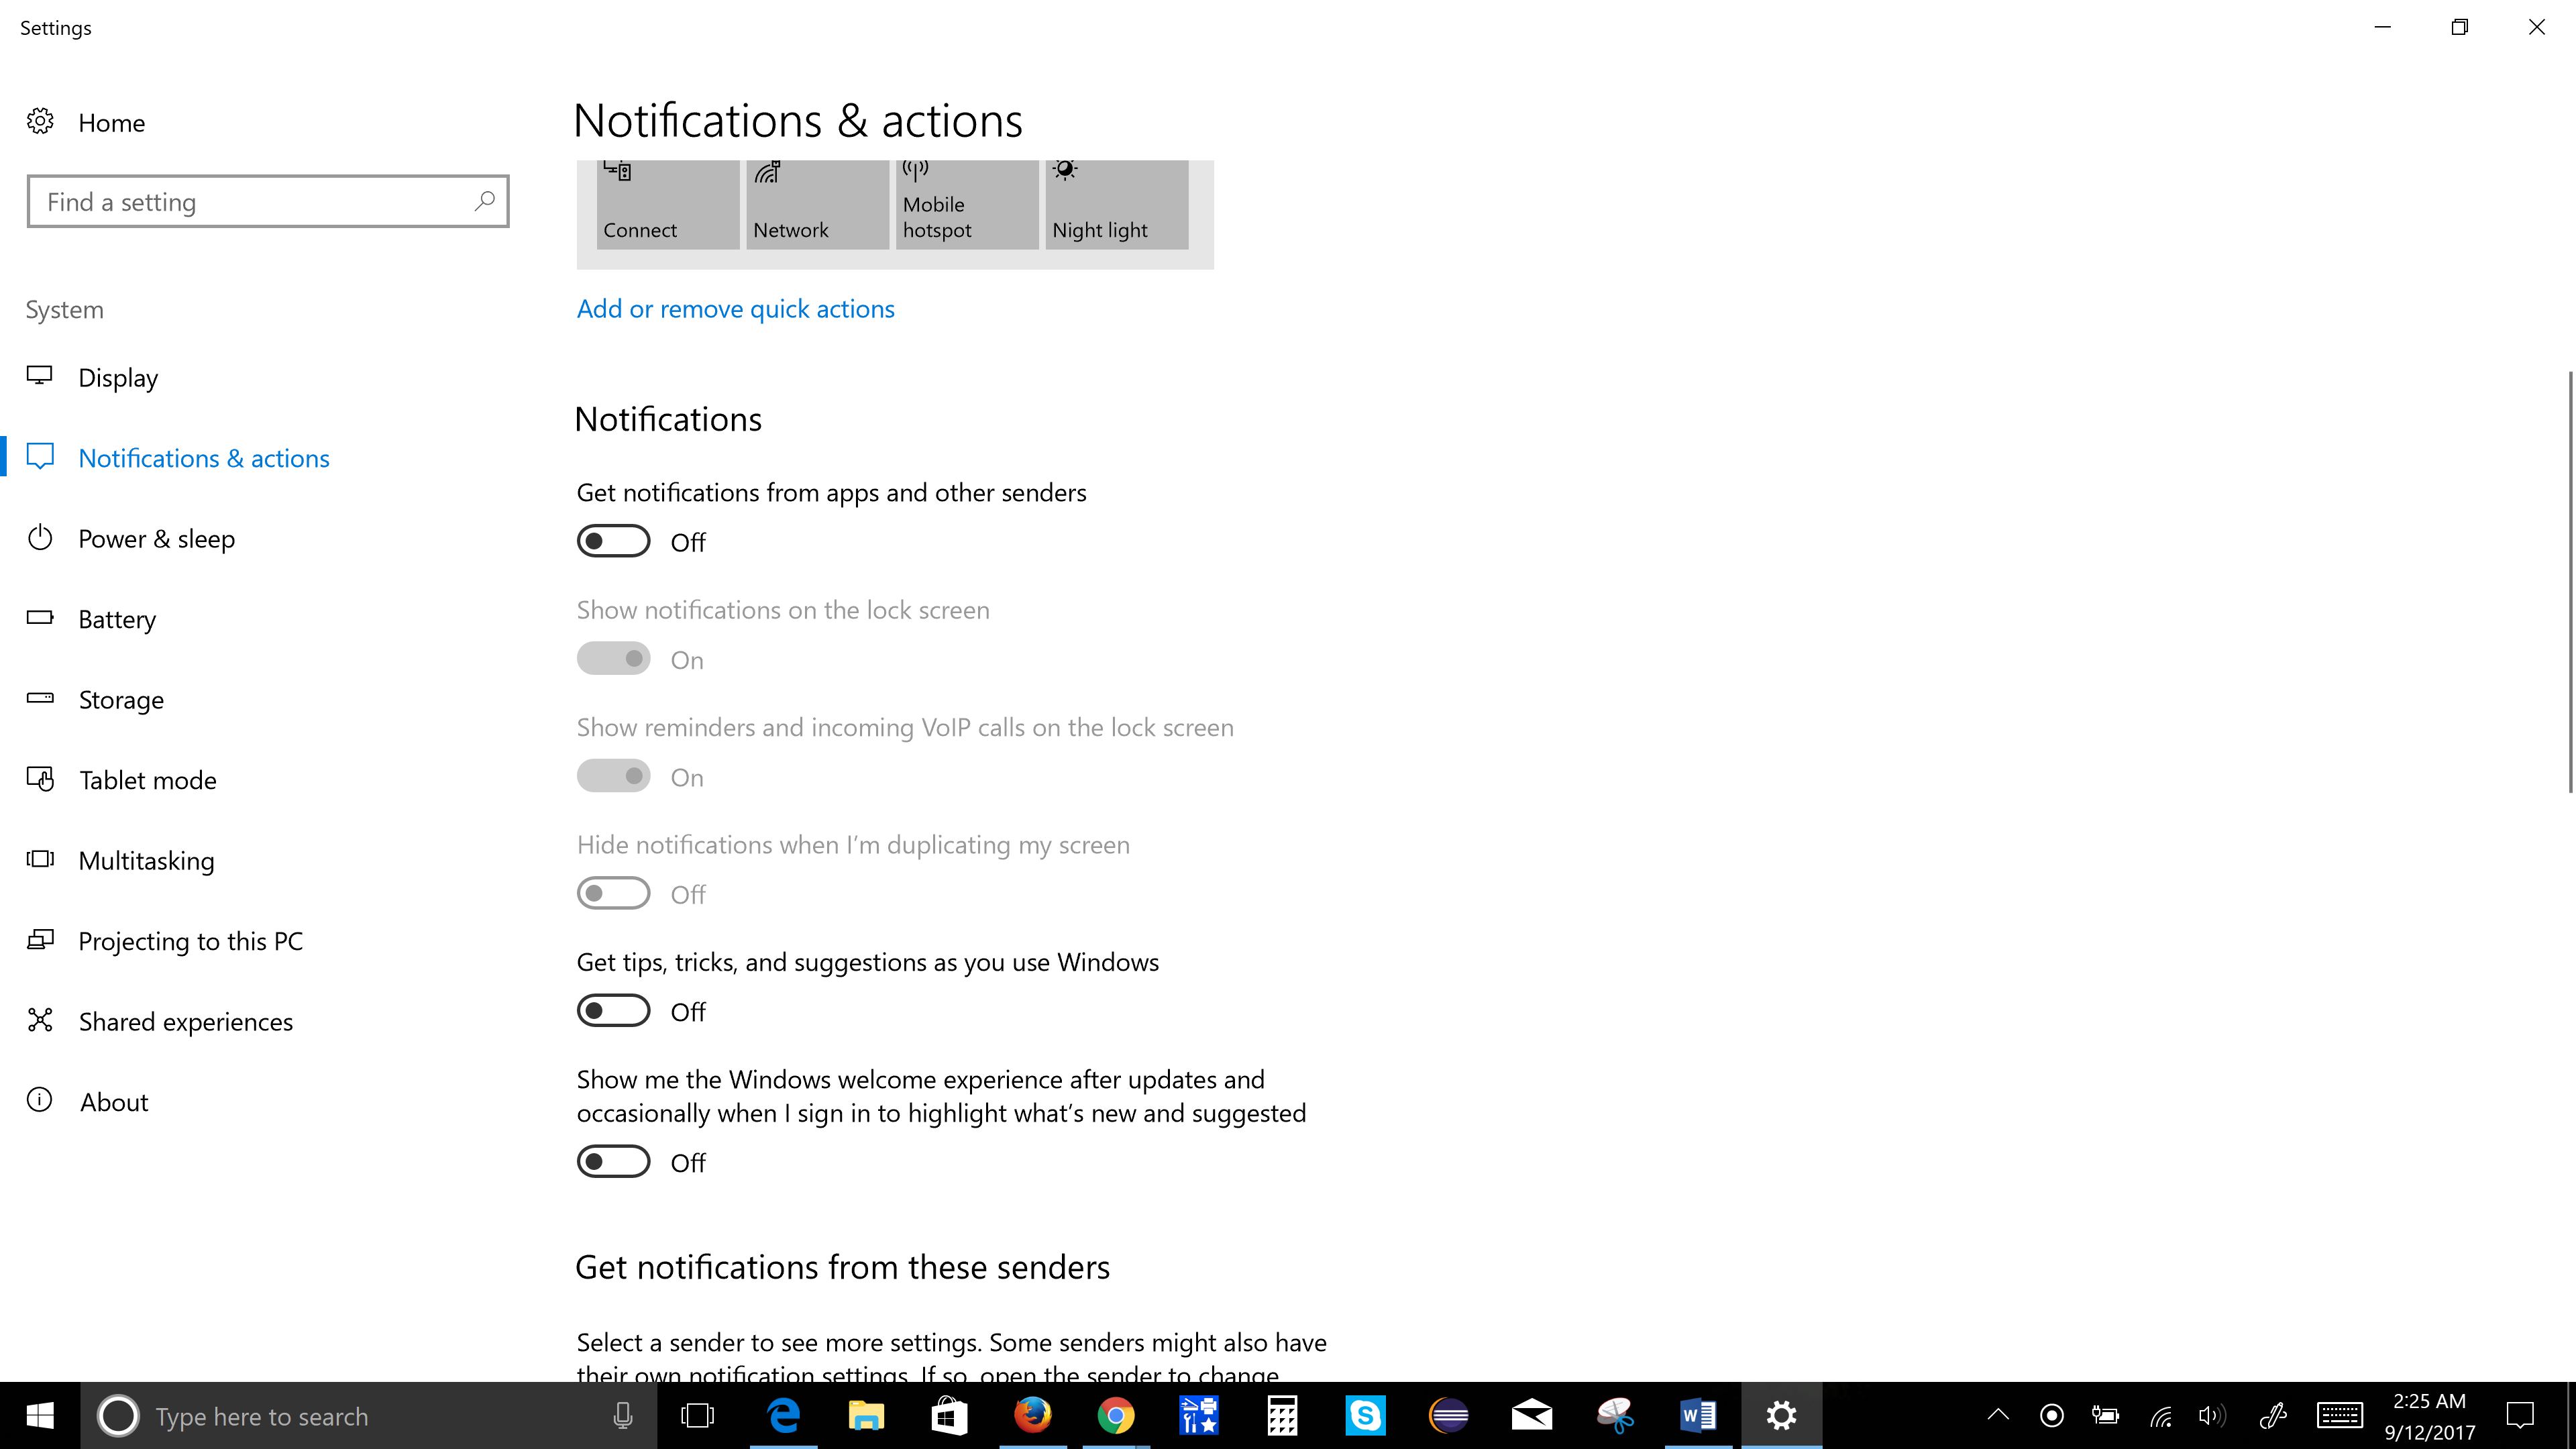 Settings
Home
Find a setting
System
Display
Notifications & actions
Power & sleep
Battery
Storage
Tablet mode
Multitasking
Projecting to this PC
Shared experiences
About
Notifications & actions
Connect
Network
Mobile
hotspot
Night light
Add or remove quick actions
Notifications
Get notifications from apps and other senders
Off
Show notifications on the lock screen
On
Show reminders and incoming VoIP calls on the lock screen
On
Hide notifications when I'm duplicating my screen
Off
Get tips, tricks, and suggestions as you use Windows
Off
Show me the Windows welcome experience after updates and
occasionally when I sign in to highlight what's new and suggested
Off
Get notifications from these senders
Select a sender to see more settings. Some senders might also have
their own notification settings. If so, open the sender to change
Type here to search
2:25 AM
9/12/2017